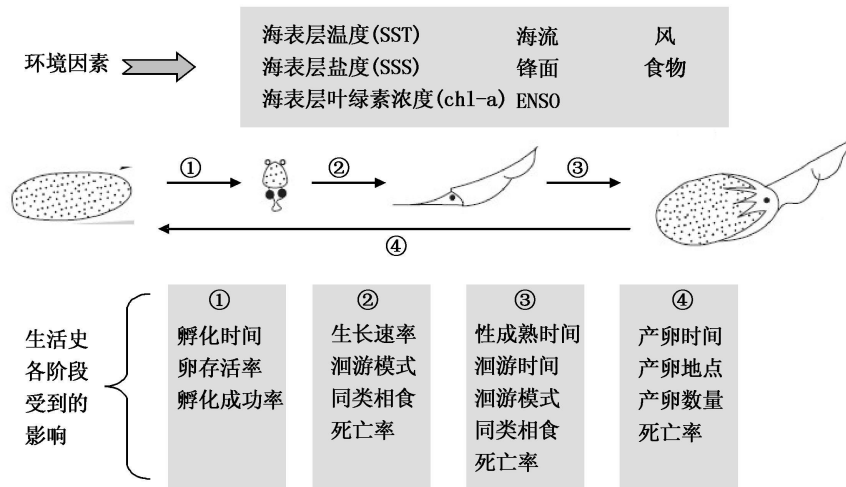 环境因素
海表层温度(SST) 海流 风
海表层盐度(SSS) 锋面 食物
海表层叶绿素浓度(chl-a) ENSO
① ② ③
④
生活史
各阶段
受到的
影响
①
孵化时间
卵存活率
孵化成功率
②
生长速率
洄游模式
同类相食
死亡率
③
性成熟时间
洄游时间
洄游模式
同类相食
死亡率
④
产卵时间
产卵地点
产卵数量
死亡率